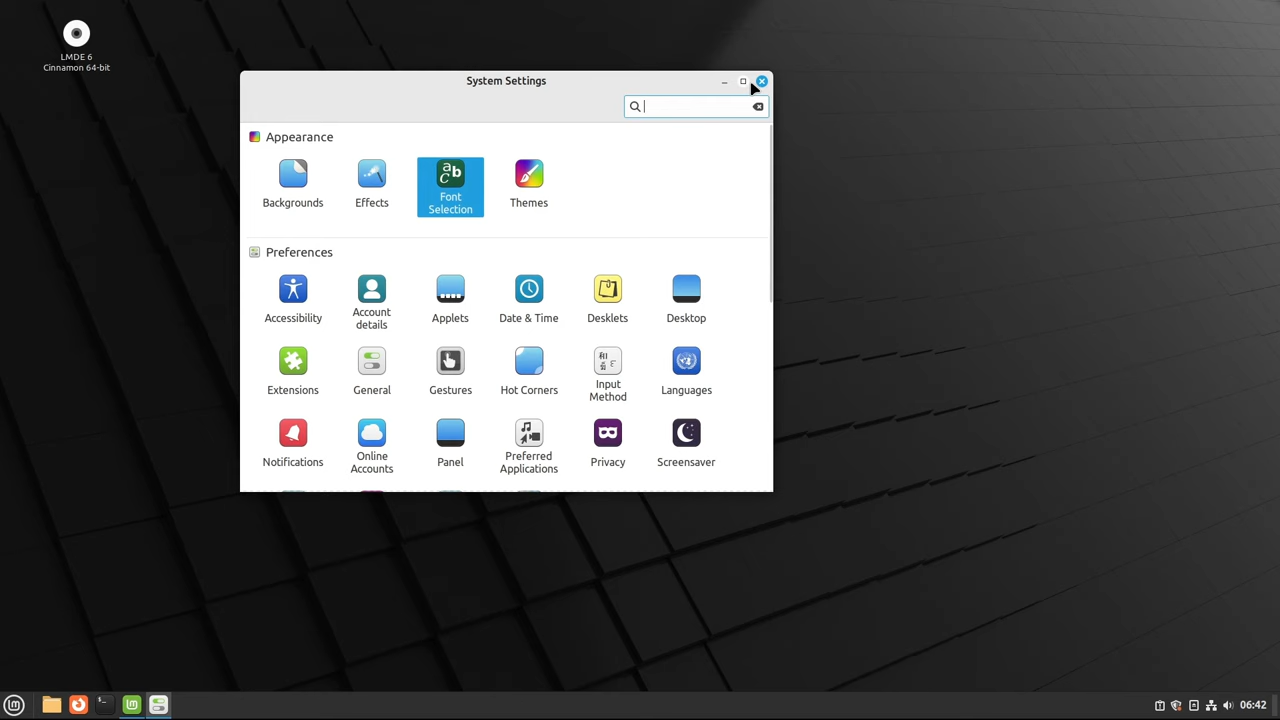 LMDE 6
Cinnamon 64-bit
System Settings
Appearance
Backgrounds
Effects
Font
Selection
Themes
Preferences
Accessibility
Account
details
Applets
Date & Time
Desklets
Desktop
Extensions
General
Gestures
Hot Corners
Input
Method
Languages
Notifications
Online
Accounts
Panel
Preferred
Applications
Privacy
Screensaver
06:42